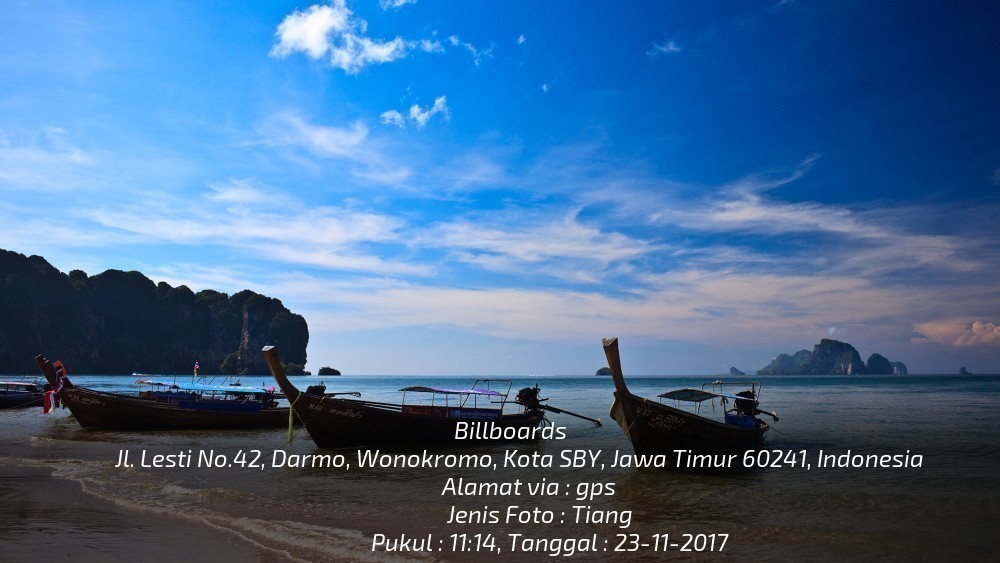 Billboards
Jl. Lesti No.42, Darmo, Wonokromo, Kota SBY, Jawa Timur 60241, Indonesia
Alamat via : gps
Jenis Foto : Tiang
Pukul : 11:14, Tanggal : 23-11-2017